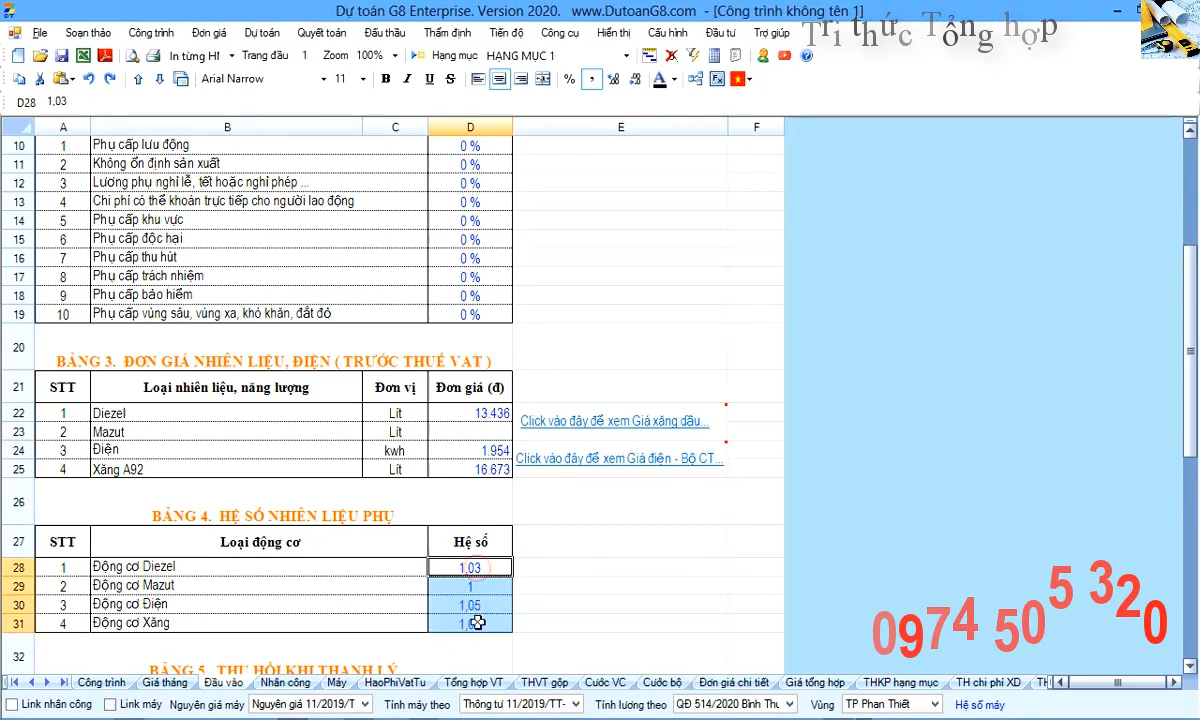 Dự toán G8 Enterprise. Version 2020. www.DutoanG8.com - [Công trình không tên 1]
Tri thức Tổng hợp
File Soạn thảo Công trình Đơn giá Dự toán Quyết toán Đấu thầu Thẩm định Tiến độ Công cụ Hiển thị Cấu hình Đầu tư Trợ giúp
In từng Hf Trang đầu 1 Zoom 100% Hạng mục HẠNG MỤC 1
Arial Narrow 11 B I U S % , A Fx
D28 1,03
A B C D E F
10 1 Phụ cấp lưu động 0 %
11 2 Không ổn định sản xuất 0 %
12 3 Lương phụ nghỉ lễ, tết hoặc nghỉ phép ... 0 %
13 4 Chi phí có thể khoán trực tiếp cho người lao động 0 %
14 5 Phụ cấp khu vực 0 %
15 6 Phụ cấp độc hại 0 %
16 7 Phụ cấp thu hút 0 %
17 8 Phụ cấp trách nhiệm 0 %
18 9 Phụ cấp bảo hiểm 0 %
19 10 Phụ cấp vùng sâu, vùng xa, khó khăn, đắt đỏ 0 %
20 BẢNG 3. ĐƠN GIÁ NHIÊN LIỆU, ĐIỆN ( TRƯỚC THUẾ VAT )
21 STT Loại nhiên liệu, năng lượng Đơn vị Đơn giá (đ)
22 1 Diezel Lít 13.436 Click vào đây để xem Giá xăng dầu...
23 2 Mazut Lít
24 3 Điện kwh 1.954 Click vào đây để xem Giá điện - Bộ CT...
25 4 Xăng A92 Lít 16.673
26 BẢNG 4. HỆ SỐ NHIÊN LIỆU PHỤ
27 STT Loại động cơ Hệ số
28 1 Động cơ Diezel 1,03
29 2 Động cơ Mazut 1
30 3 Động cơ Điện 1,05
31 4 Động cơ Xăng
32 BẢNG 5. THU HỒI KHI THANH LÝ
0974 505 320
Công trình Giá tháng Đầu vào Nhân công Máy HaoPhiVatTu Tổng hợp VT THVT gộp Cước VC Cước bộ Đơn giá chi tiết Giá tổng hợp THKP hạng mục TH chi phí XD TH
Link nhân công Link máy Nguyên giá máy Nguyên giá 11/2019/T Tính máy theo Thông tư 11/2019/TT- Tính lương theo QĐ 514/2020 Bình Thu Vùng TP Phan Thiết Hệ số máy